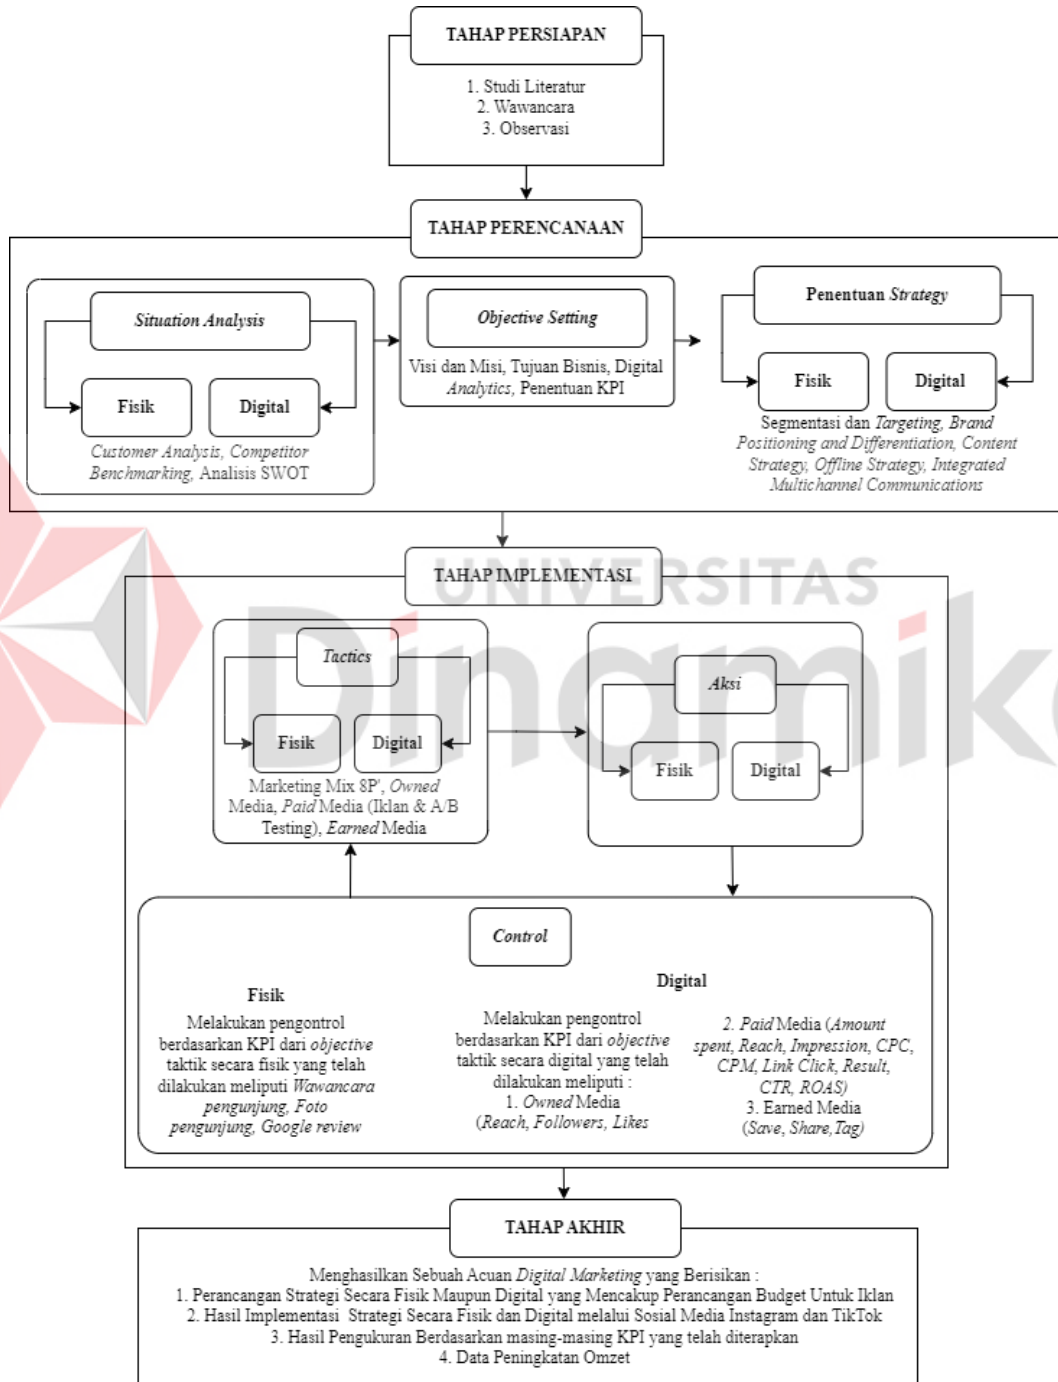 TAHAP PERSIAPAN
1. Studi Literatur
2. Wawancara
3. Observasi
TAHAP PERENCANAAN
Situation Analysis
Fisik
Digital
Customer Analysis, Competitor
Benchmarking, Analisis SWOT
Objective Setting
Visi dan Misi, Tujuan Bisnis, Digital
Analytics, Penentuan KPI
Penentuan Strategy
Fisik
Digital
Segmentasi dan Targeting, Brand
Positioning and Differentiation, Content
Strategy, Offline Strategy, Integrated
Multichannel Communications
TAHAP IMPLEMENTASI
UNIVERSITAS
Dinamika
Tactics
Fisik
Digital
Marketing Mix 8P', Owned
Media, Paid Media (Iklan & A/B
Testing), Earned Media
Aksi
Fisik
Digital
Control
Fisik
Melakukan pengontrol
berdasarkan KPI dari objective
taktik secara fisik yang telah
dilakukan meliputi Wawancara
pengunjung, Foto
pengunjung, Google review
Digital
Melakukan pengontrol
berdasarkan KPI dari objective
taktik secara digital yang telah
dilakukan meliputi :
1. Owned Media
(Reach, Followers, Likes
2. Paid Media (Amount
spent, Reach, Impression, CPC,
CPM, Link Click, Result,
CTR, ROAS)
3. Earned Media
(Save, Share,Tag)
TAHAP AKHIR
Menghasilkan Sebuah Acuan Digital Marketing yang Berisikan :
1. Perancangan Strategi Secara Fisik Maupun Digital yang Mencakup Perancangan Budget Untuk Iklan
2. Hasil Implementasi Strategi Secara Fisik dan Digital melalui Sosial Media Instagram dan TikTok
3. Hasil Pengukuran Berdasarkan masing-masing KPI yang telah diterapkan
4. Data Peningkatan Omzet